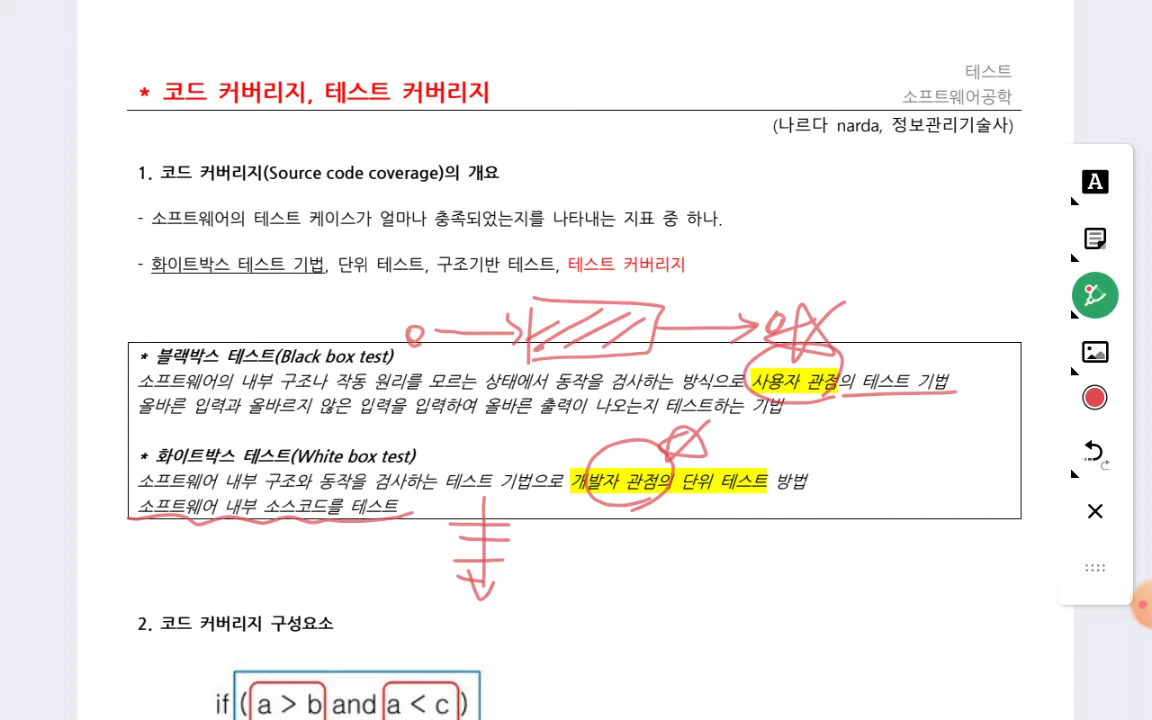 테스트
* 코드 커버리지, 테스트 커버리지
소프트웨어공학
(나르다 narda, 정보관리기술사)
1. 코드 커버리지(Source code coverage)의 개요
- 소프트웨어의 테스트 케이스가 얼마나 충족되었는지를 나타내는 지표 중 하나.
- 화이트박스 테스트 기법, 단위 테스트, 구조기반 테스트, 테스트 커버리지
* 블랙박스 테스트(Black box test)
소프트웨어의 내부 구조나 작동 원리를 모르는 상태에서 동작을 검사하는 방식으로 사용자 관점의 테스트 기법
올바른 입력과 올바르지 않은 입력을 입력하여 올바른 출력이 나오는지 테스트하는 기법
* 화이트박스 테스트(White box test)
소프트웨어 내부 구조와 동작을 검사하는 테스트 기법으로 개발자 관점의 단위 테스트 방법
소프트웨어 내부 소스코드를 테스트
2. 코드 커버리지 구성요소
if (a > b and a < c)
A